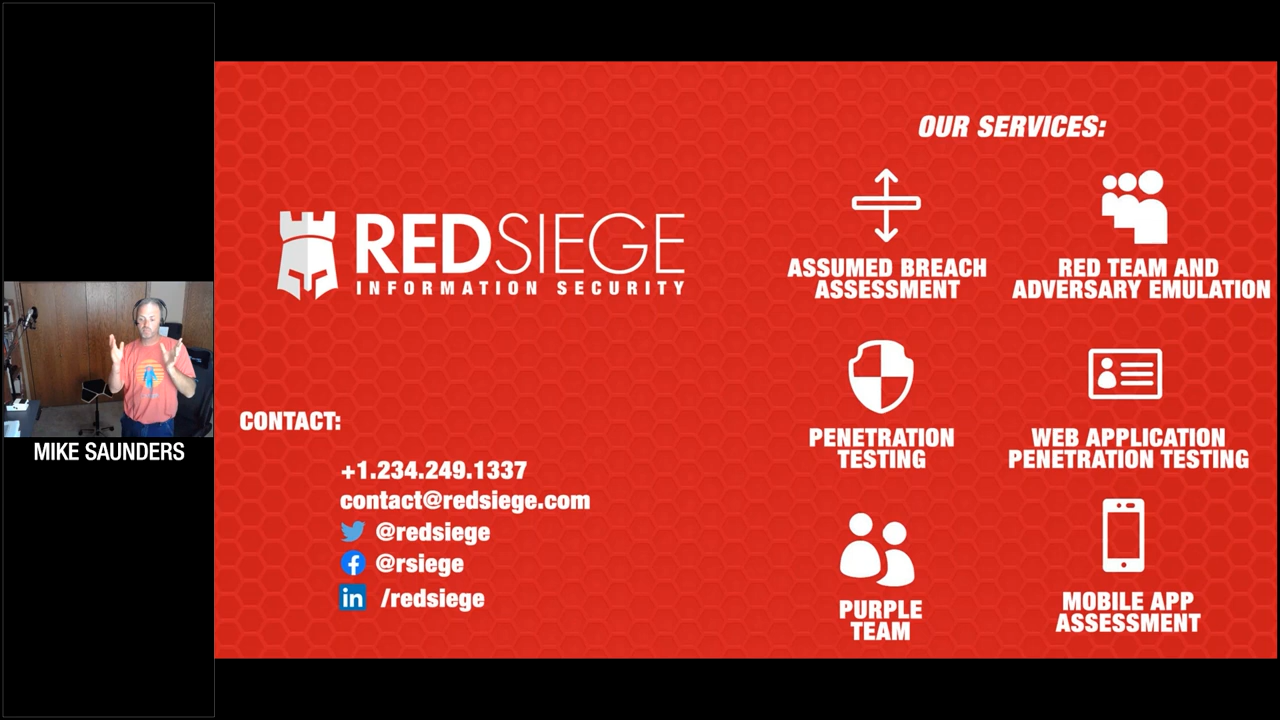 MIKE SAUNDERS
REDSIEGE
INFORMATION SECURITY
CONTACT:
+1.234.249.1337
contact@redsiege.com
@redsiege
@rsiege
/redsiege
OUR SERVICES:
ASSUMED BREACH
ASSESSMENT
RED TEAM AND
ADVERSARY EMULATION
PENETRATION
TESTING
WEB APPLICATION
PENETRATION TESTING
PURPLE
TEAM
MOBILE APP
ASSESSMENT